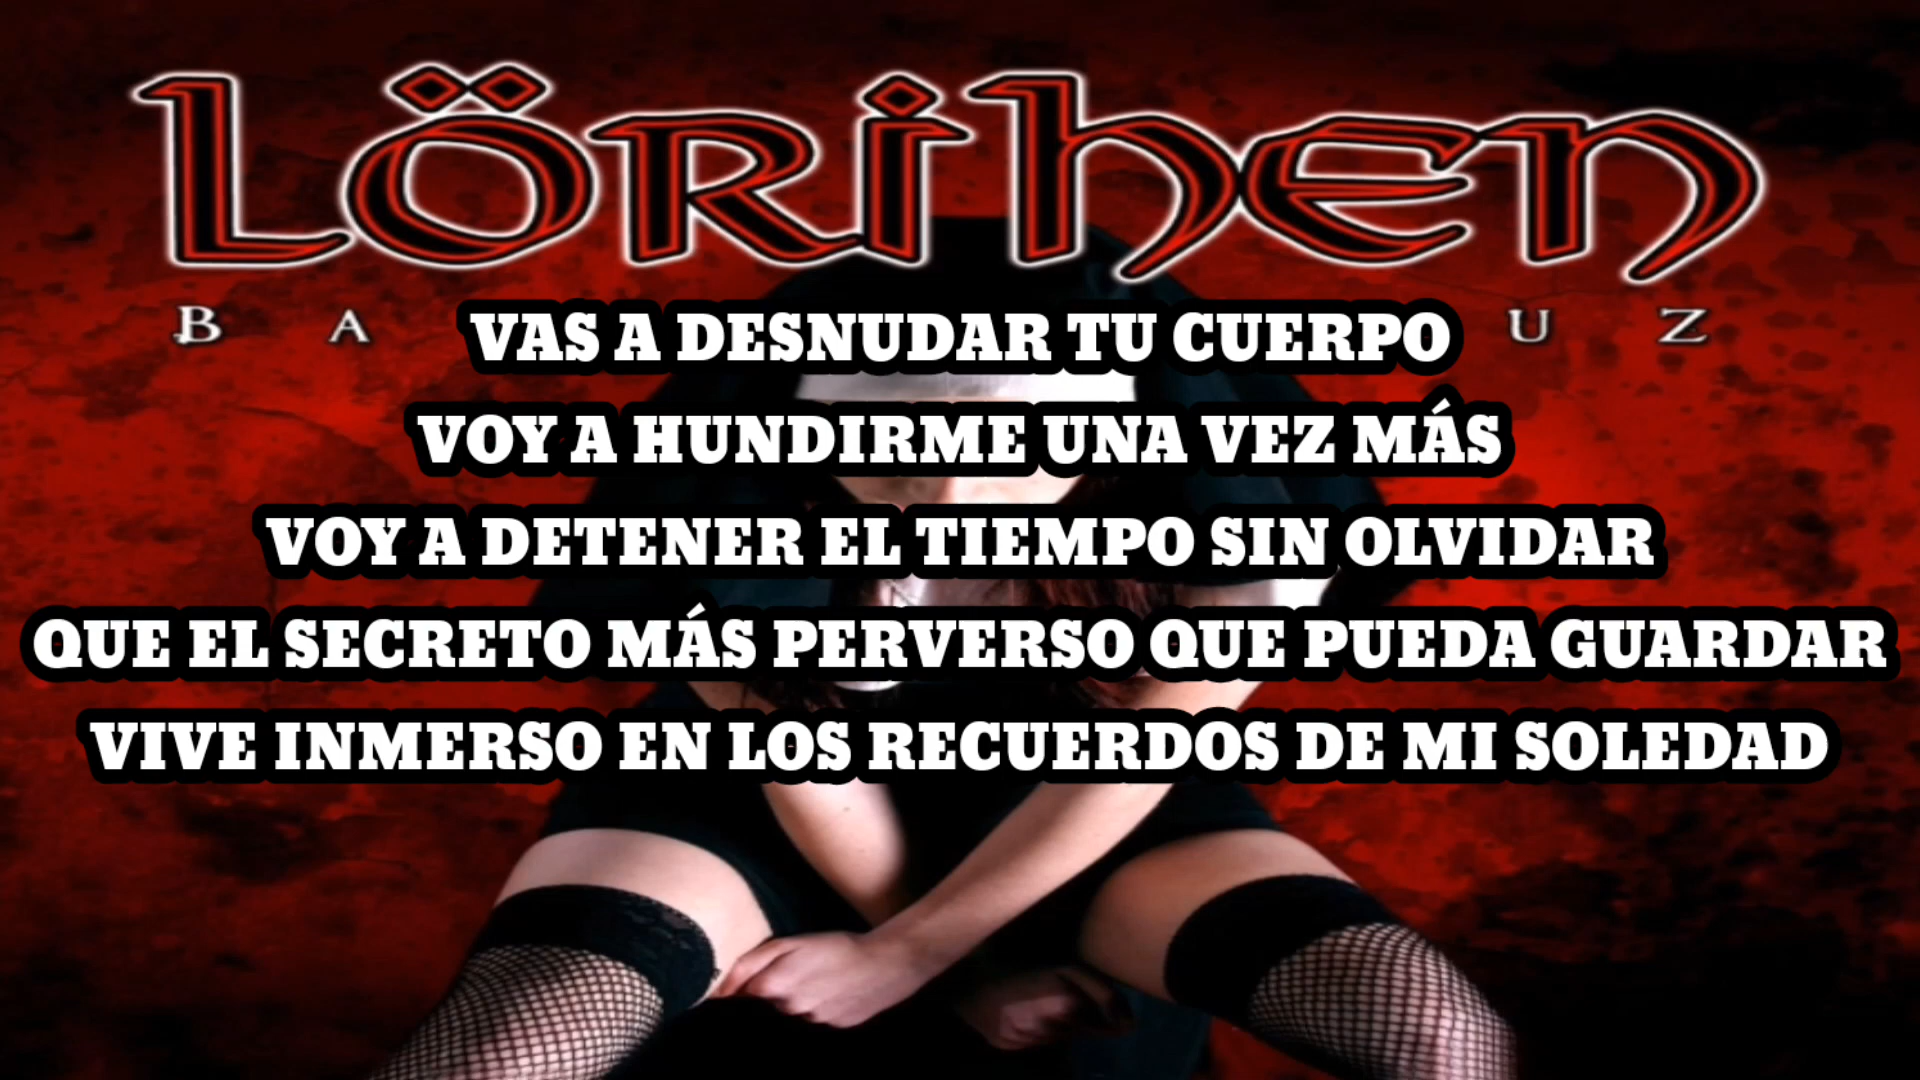 LÖRIHEN
B A U Z
VAS A DESNUDAR TU CUERPO
VOY A HUNDIRME UNA VEZ MÁS
VOY A DETENER EL TIEMPO SIN OLVIDAR
QUE EL SECRETO MÁS PERVERSO QUE PUEDA GUARDAR
VIVE INMERSO EN LOS RECUERDOS DE MI SOLEDAD